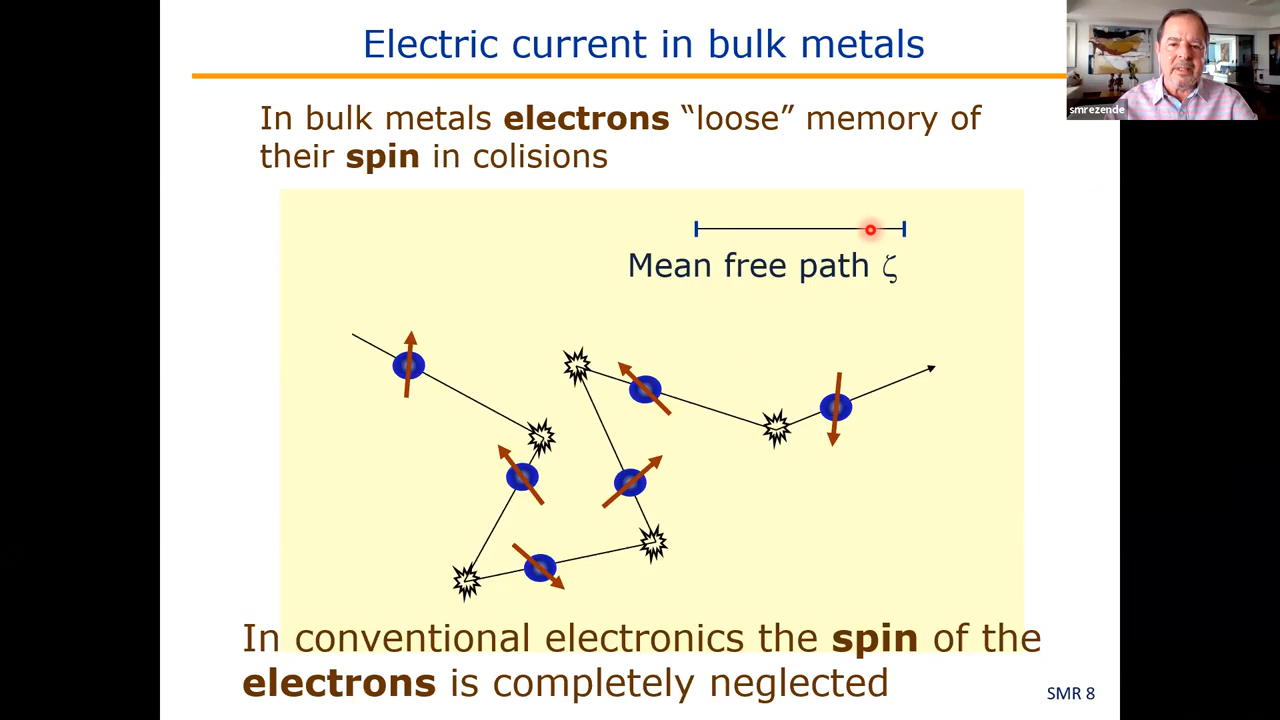 Electric current in bulk metals
smrezende
In bulk metals electrons “loose” memory of
their spin in colisions
Mean free path ζ
In conventional electronics the spin of the
electrons is completely neglected
SMR 8